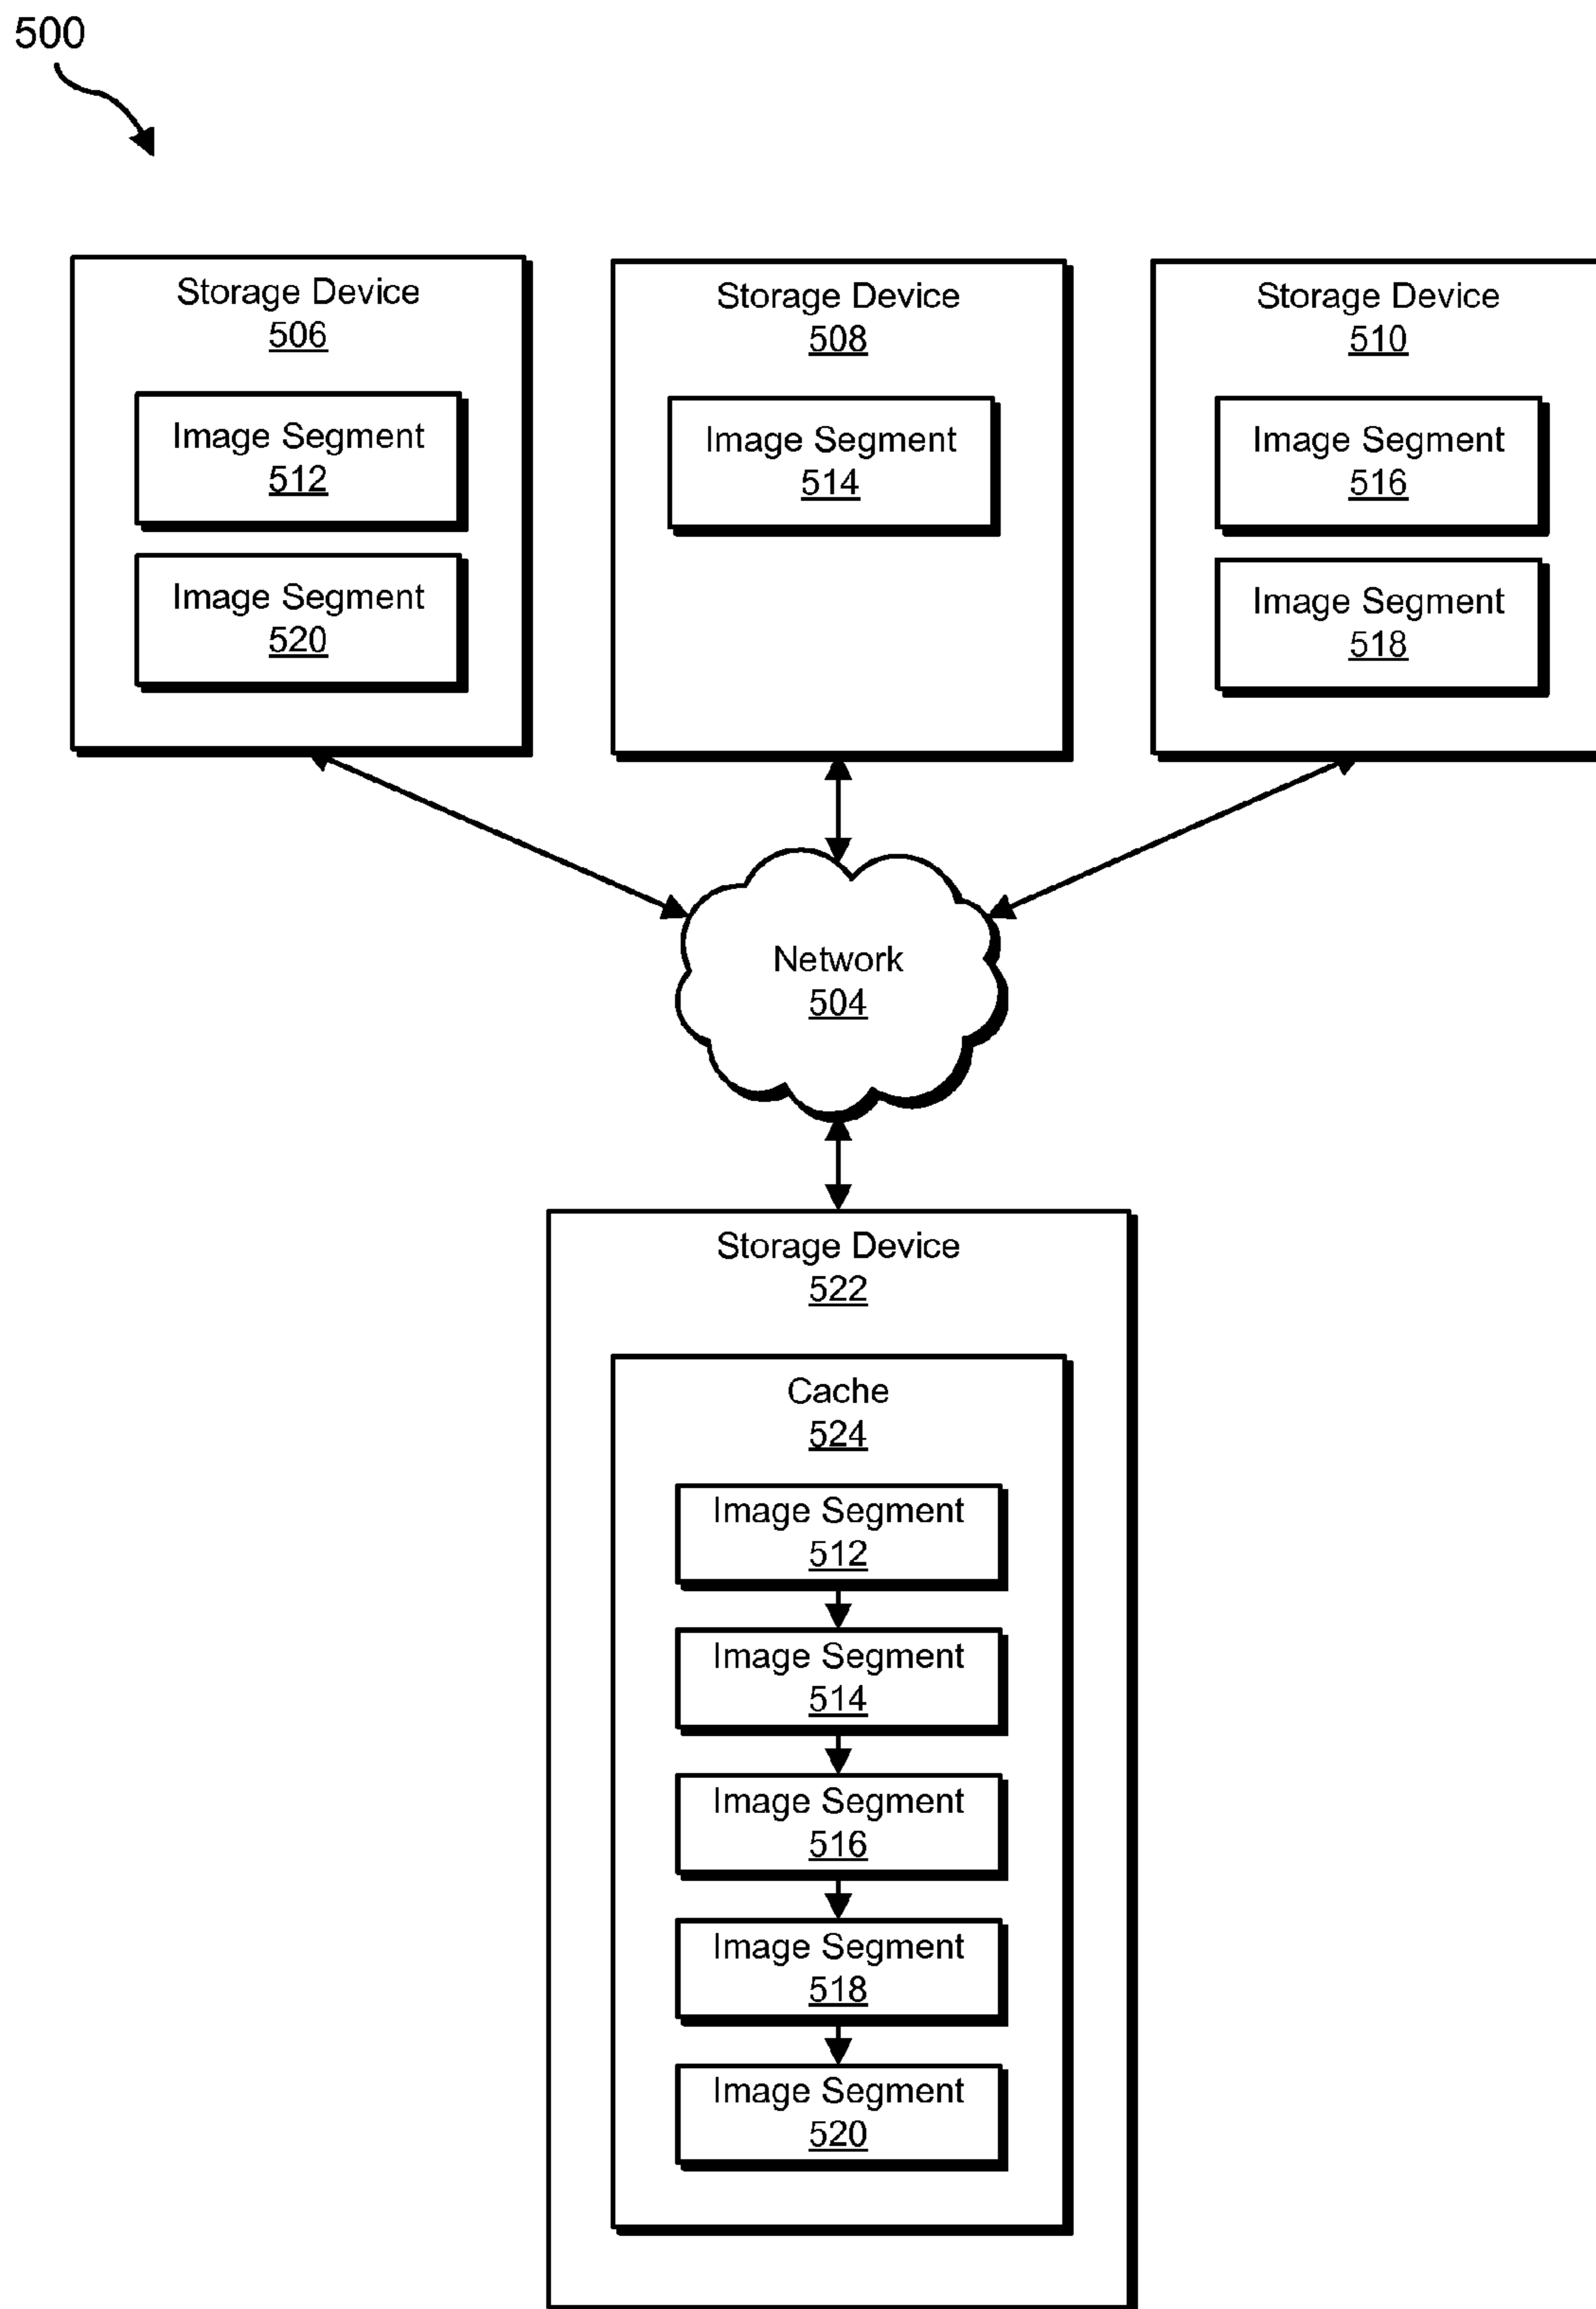 500
Storage Device
506
Image Segment
512
Image Segment
520
Storage Device
508
Image Segment
514
Storage Device
510
Image Segment
516
Image Segment
518
Network
504
Storage Device
522
Cache
524
Image Segment
512
Image Segment
514
Image Segment
516
Image Segment
518
Image Segment
520